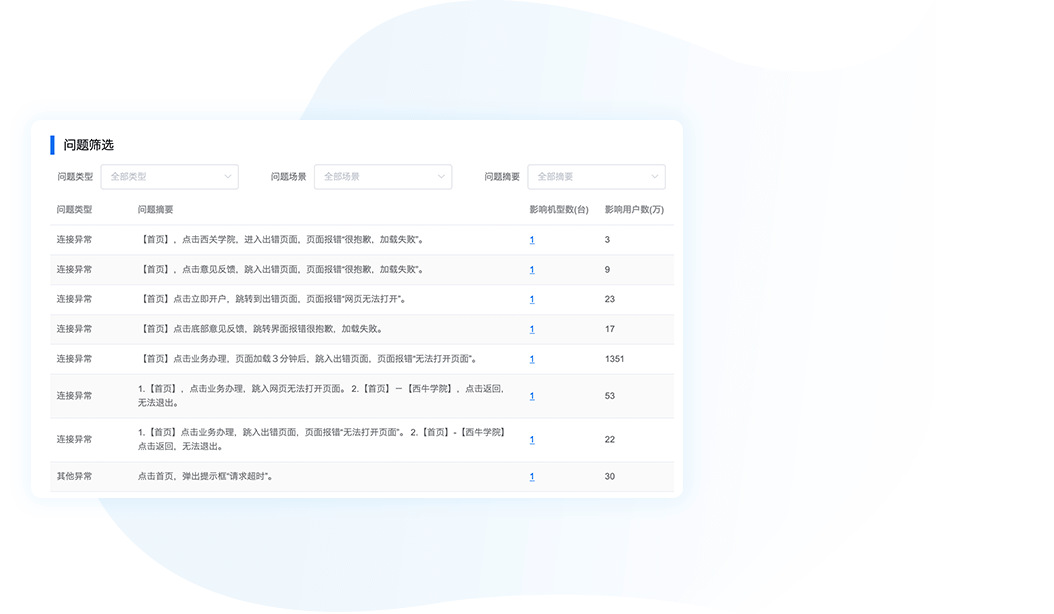 问题筛选
问题类型 全部类型 问题场景 全部场景 问题摘要 全部摘要
问题类型 问题摘要 影响机型数(台) 影响用户数(万)
连接异常 【首页】，点击西关学院，进入出错页面，页面报错“很抱歉，加载失败”。 1 3
连接异常 【首页】，点击意见反馈，跳入出错页面，页面报错“很抱歉，加载失败”。 1 9
连接异常 【首页】点击立即开户，跳转到出错页面，页面报错“网页无法打开”。 1 23
连接异常 【首页】点击底部意见反馈，跳转界面报错很抱歉，加载失败。 1 17
连接异常 【首页】点击业务办理，页面加载３分钟后，跳入出错页面，页面报错“无法打开页面”。 1 1351
连接异常 1.【首页】，点击业务办理，跳入网页无法打开页面。 2.【首页】－【西牛学院】，点击返回， 1 53
无法退出。
连接异常 1.【首页】点击业务办理，跳入出错页面，页面报错“无法打开页面”。 2.【首页】-【西牛学院】 1 22
点击返回，无法退出。
其他异常 点击首页，弹出提示框“请求超时”。 1 30